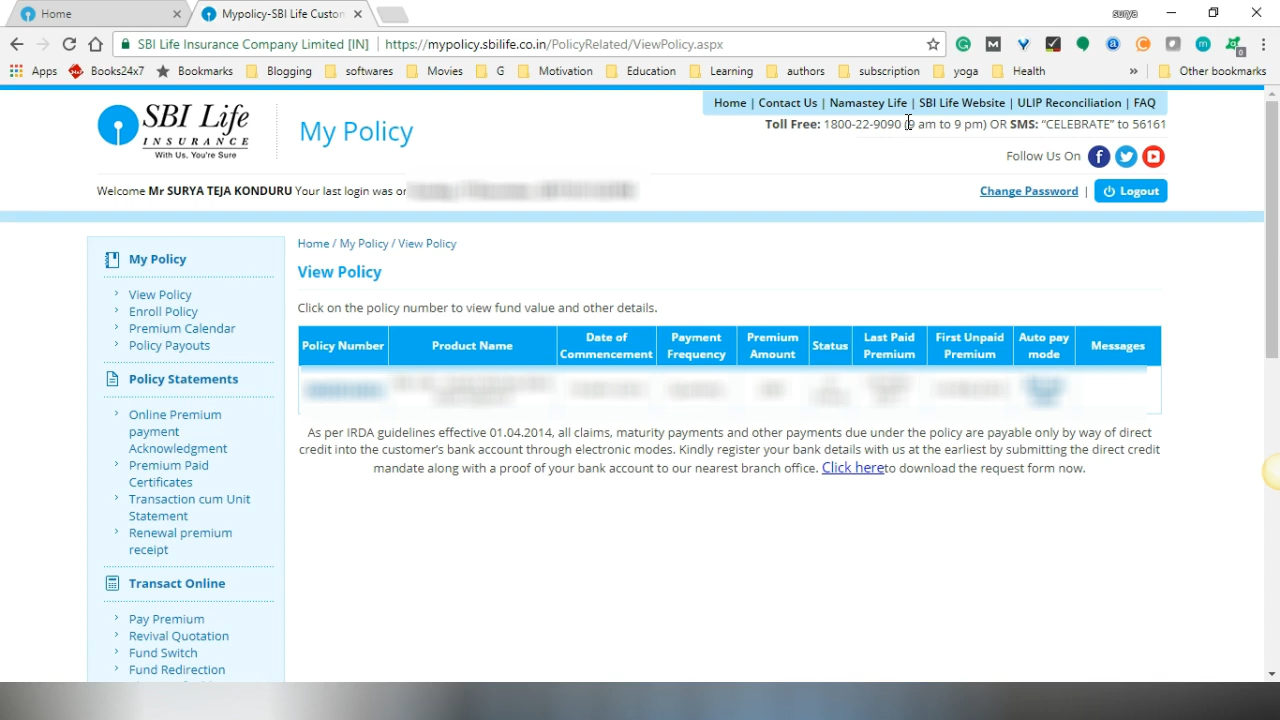 Home
Mypolicy-SBI Life Custom
surya
SBI Life Insurance Company Limited [IN] | https://mypolicy.sbilife.co.in/PolicyRelated/ViewPolicy.aspx
Apps Books24x7 Bookmarks Blogging softwares Movies G Motivation Education Learning authors subscription yoga Health » Other bookmarks
Home | Contact Us | Namastey Life | SBI Life Website | ULIP Reconciliation | FAQ
SBI Life
INSURANCE
With Us, You're Sure
My Policy
Toll Free: 1800-22-9090 (9 am to 9 pm) OR SMS: “CELEBRATE” to 56161
Follow Us On
Welcome Mr SURYA TEJA KONDURU Your last login was on
Change Password |
Logout
My Policy
View Policy
Enroll Policy
Premium Calendar
Policy Payouts
Policy Statements
Online Premium
payment
Acknowledgment
Premium Paid
Certificates
Transaction cum Unit
Statement
Renewal premium
receipt
Transact Online
Pay Premium
Revival Quotation
Fund Switch
Fund Redirection
Home / My Policy / View Policy
View Policy
Click on the policy number to view fund value and other details.
Policy Number
Product Name
Date of
Commencement
Payment
Frequency
Premium
Amount
Status
Last Paid
Premium
First Unpaid
Premium
Auto pay
mode
Messages
As per IRDA guidelines effective 01.04.2014, all claims, maturity payments and other payments due under the policy are payable only by way of direct
credit into the customer's bank account through electronic modes. Kindly register your bank details with us at the earliest by submitting the direct credit
mandate along with a proof of your bank account to our nearest branch office. Click hereto download the request form now.